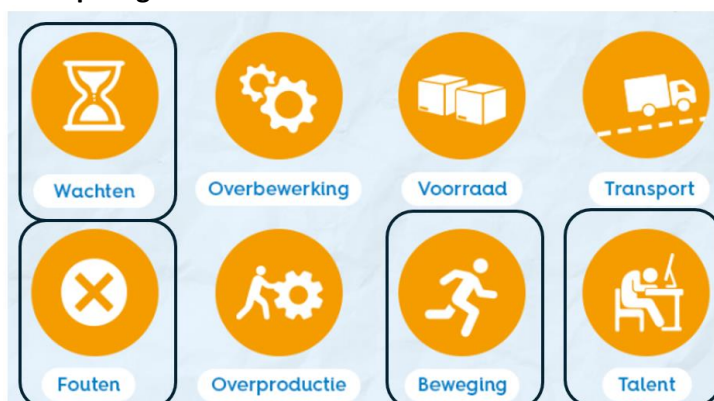 Wachten
Overbewerking
Voorraad
Transport
Fouten
Overproductie
Beweging
Talent